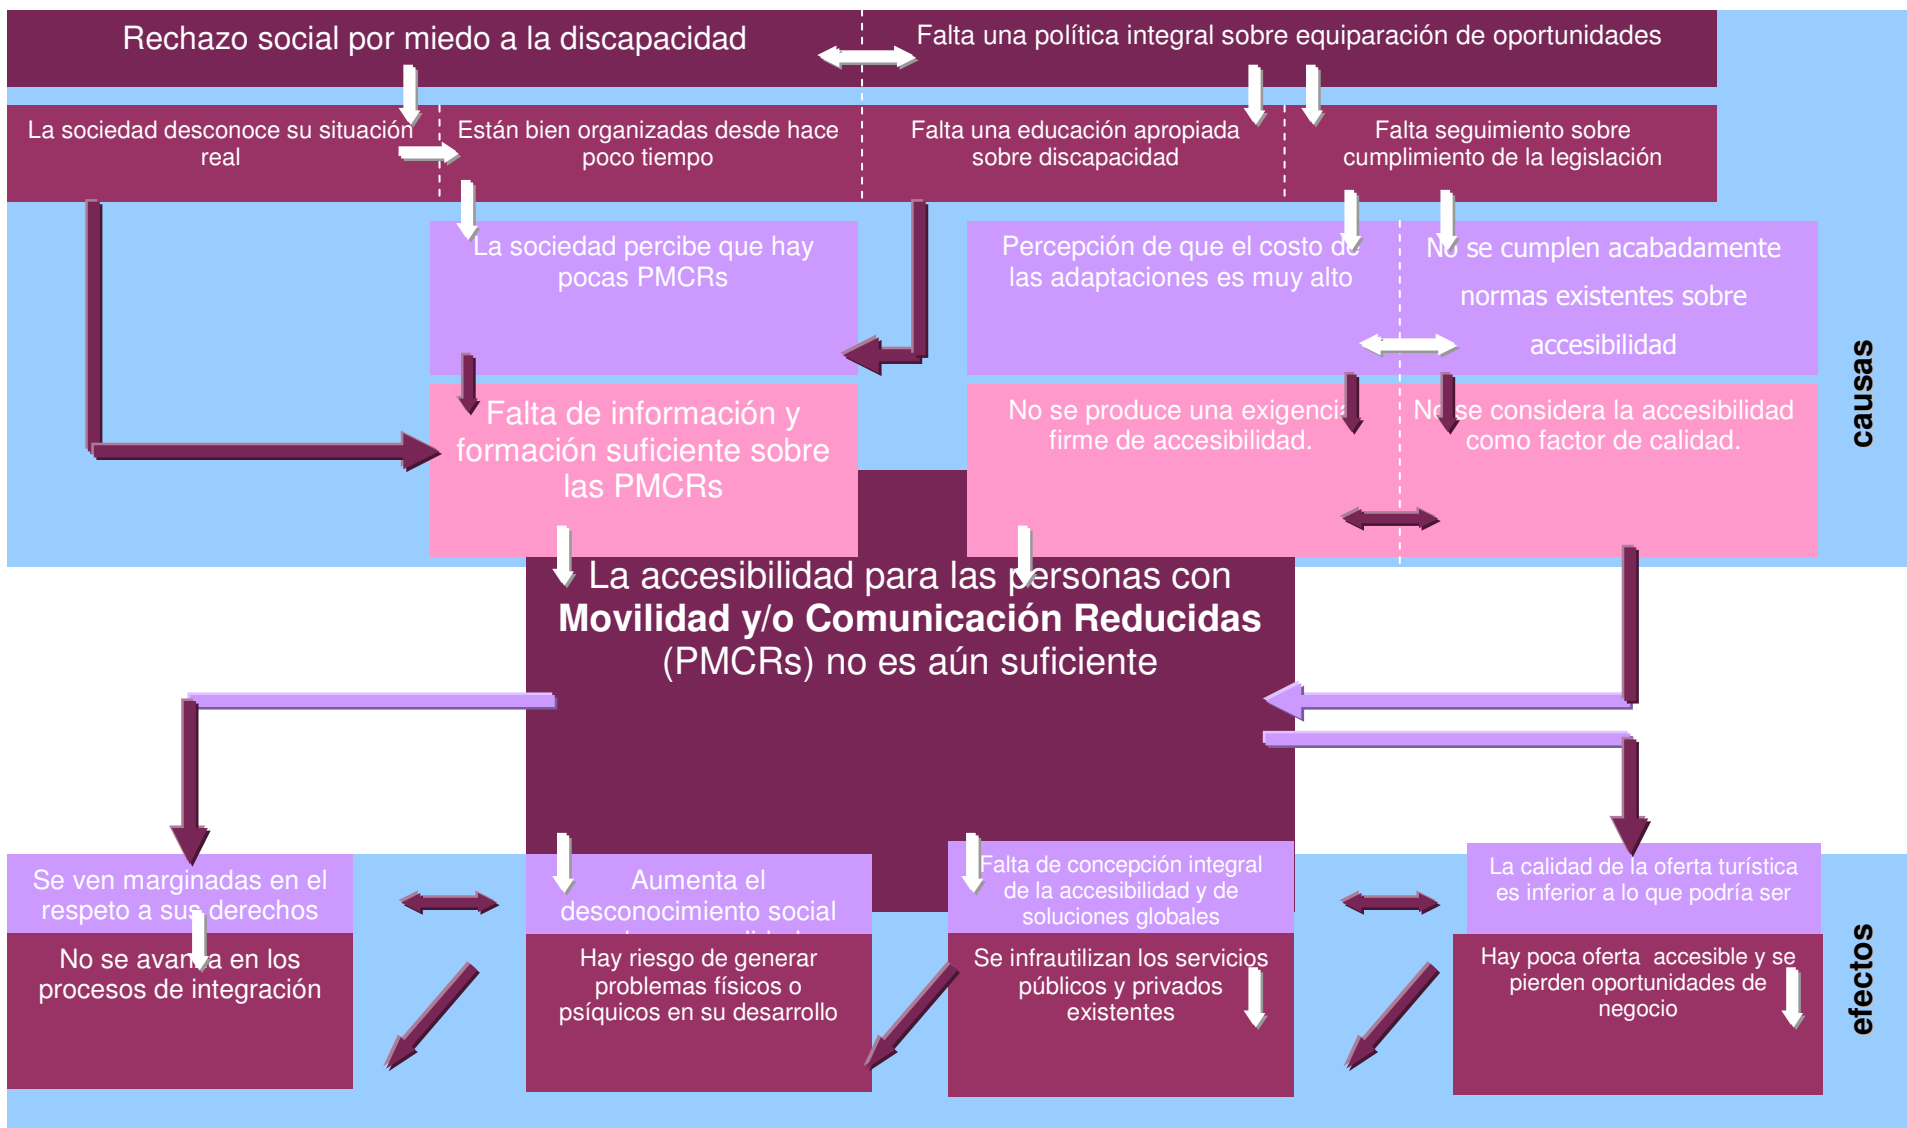 Rechazo social por miedo a la discapacidad
Falta una política integral sobre equiparación de oportunidades
La sociedad desconoce su situación
real
Están bien organizadas desde hace
poco tiempo
Falta una educación apropiada
sobre discapacidad
Falta seguimiento sobre
cumplimiento de la legislación
La sociedad percibe que hay
pocas PMCRs
Percepción de que el costo de
las adaptaciones es muy alto
No se cumplen acabadamente
normas existentes sobre
accesibilidad
causas
Falta de información y
formación suficiente sobre
las PMCRs
No se produce una exigencia
firme de accesibilidad.
No se considera la accesibilidad
como factor de calidad.
La accesibilidad para las personas con
Movilidad y/o Comunicación Reducidas
(PMCRs) no es aún suficiente
Se ven marginadas en el
respeto a sus derechos
Aumenta el
desconocimiento social
Falta de concepción integral
de la accesibilidad y de
soluciones globales
La calidad de la oferta turística
es inferior a lo que podría ser
No se avanza en los
procesos de integración
Hay riesgo de generar
problemas físicos o
psíquicos en su desarrollo
Se infrautilizan los servicios
públicos y privados
existentes
Hay poca oferta accesible y se
pierden oportunidades de
negocio
efectos